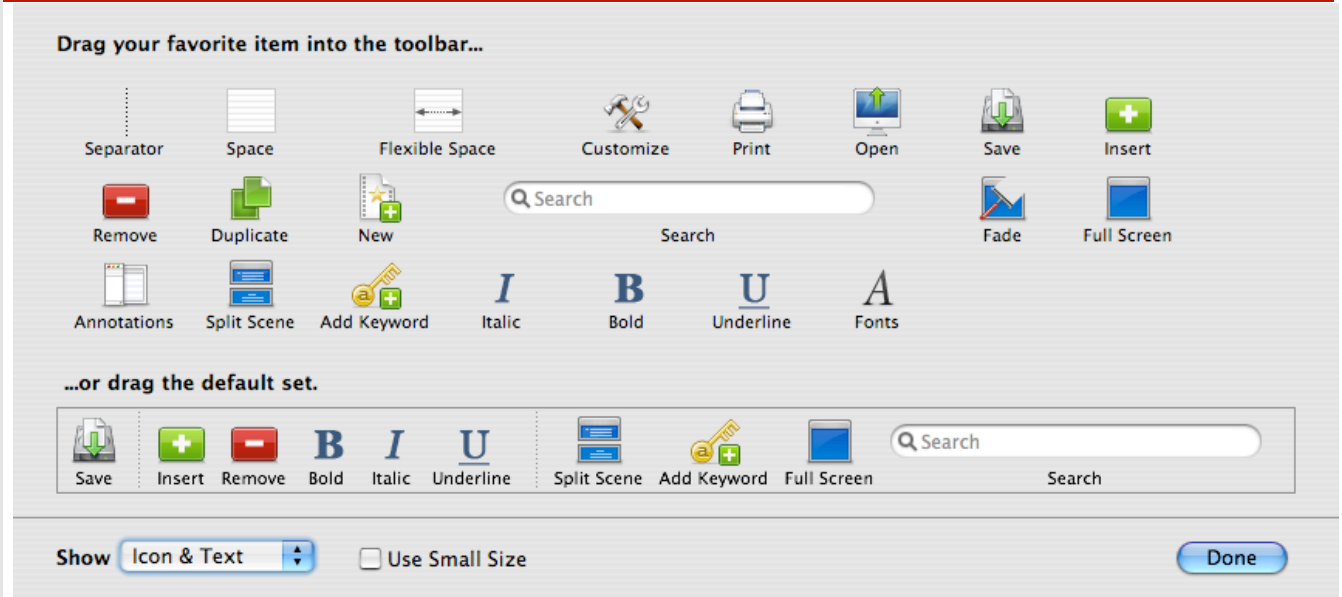 Drag your favorite item into the toolbar...
Separator Space Flexible Space Customize Print Open Save Insert
Search
Remove Duplicate New Search Fade Full Screen
a
Annotations Split Scene Add Keyword I Italic B Bold U Underline A Fonts
...or drag the default set.
B I U a Search
Save Insert Remove Bold Italic Underline Split Scene Add Keyword Full Screen Search
Show Icon & Text Use Small Size Done